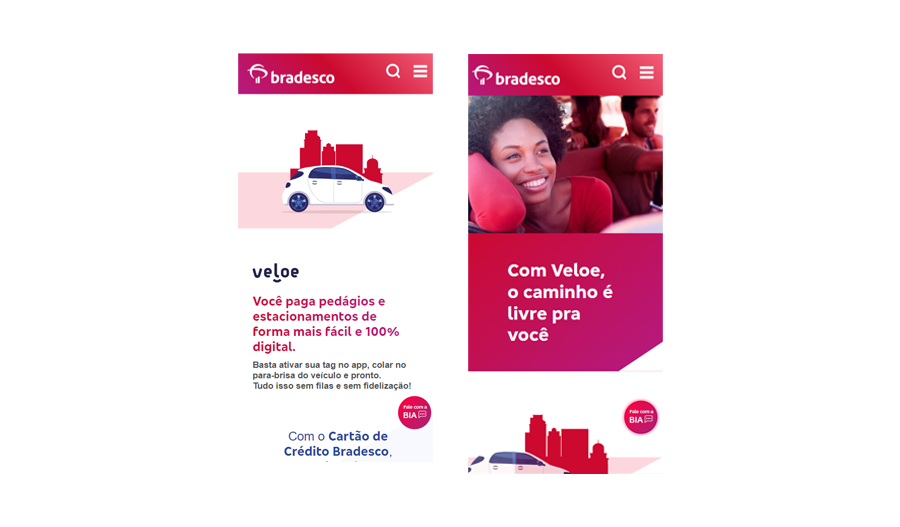 bradesco
veloe
Você paga pedágios e
estacionamentos de
forma mais fácil e 100%
digital.
Basta ativar sua tag no app, colar no
para-brisa do veículo e pronto.
Tudo isso sem filas e sem fidelização!
Fale com a
BIA
Com o Cartão de
Crédito Bradesco,
bradesco
Com Veloe,
o caminho é
livre pra
você
Fale com a
BIA